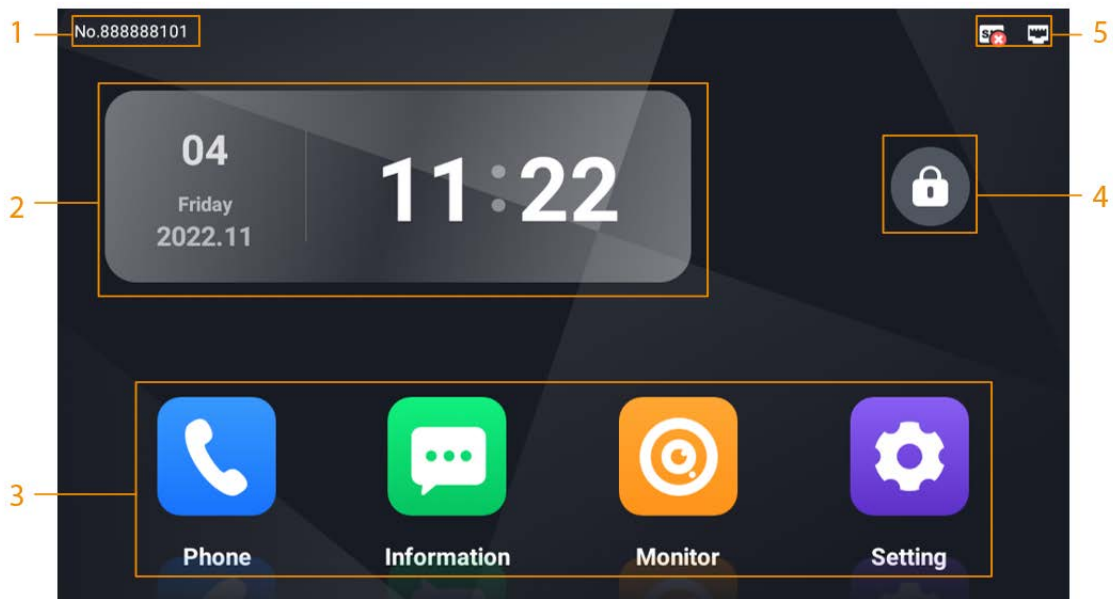 1
No.888888101
5
2
04
Friday
2022.11
11:22
4
3
Phone
Information
Monitor
Setting